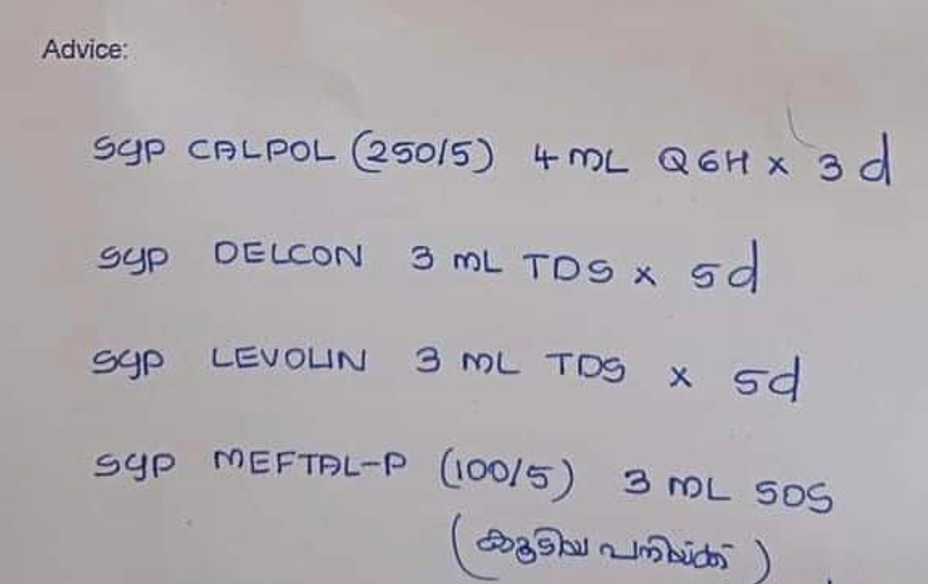 Advice:
syp CALPOL (250/5) 4 mL Q6H x 3 d
syp DELCON 3 mL TDS x 5d
syp LEVOLIN 3 mL TDS x 5d
syp MEFTAL-P (100/5) 3 mL SOS
(കൂടിയ പനിയ്ക്ക്)